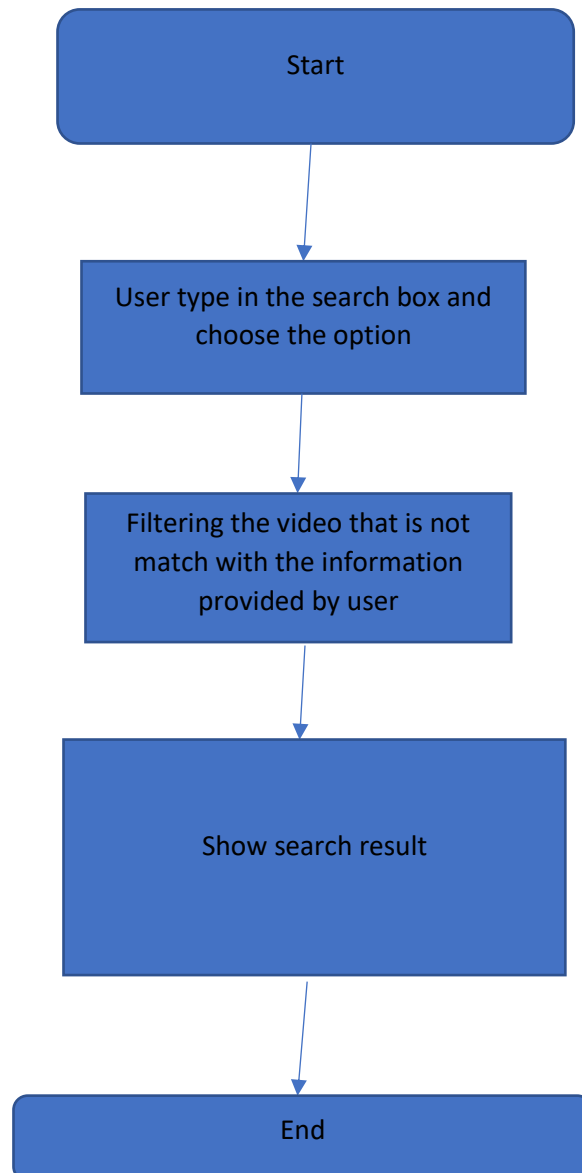 Start
User type in the search box and
choose the option
Filtering the video that is not
match with the information
provided by user
Show search result
End